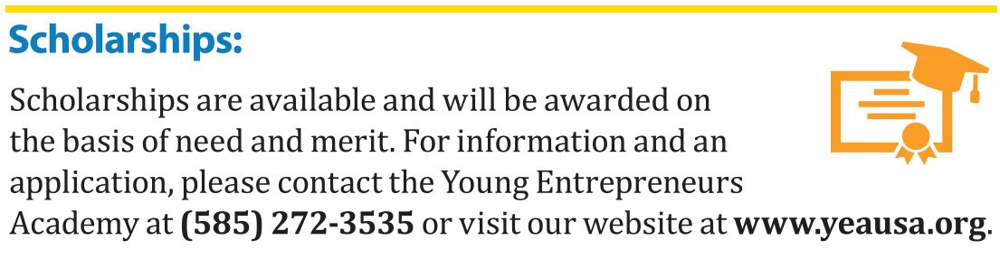 Scholarships:
Scholarships are available and will be awarded on
the basis of need and merit. For information and an
application, please contact the Young Entrepreneurs
Academy at (585) 272-3535 or visit our website at www.yeausa.org.